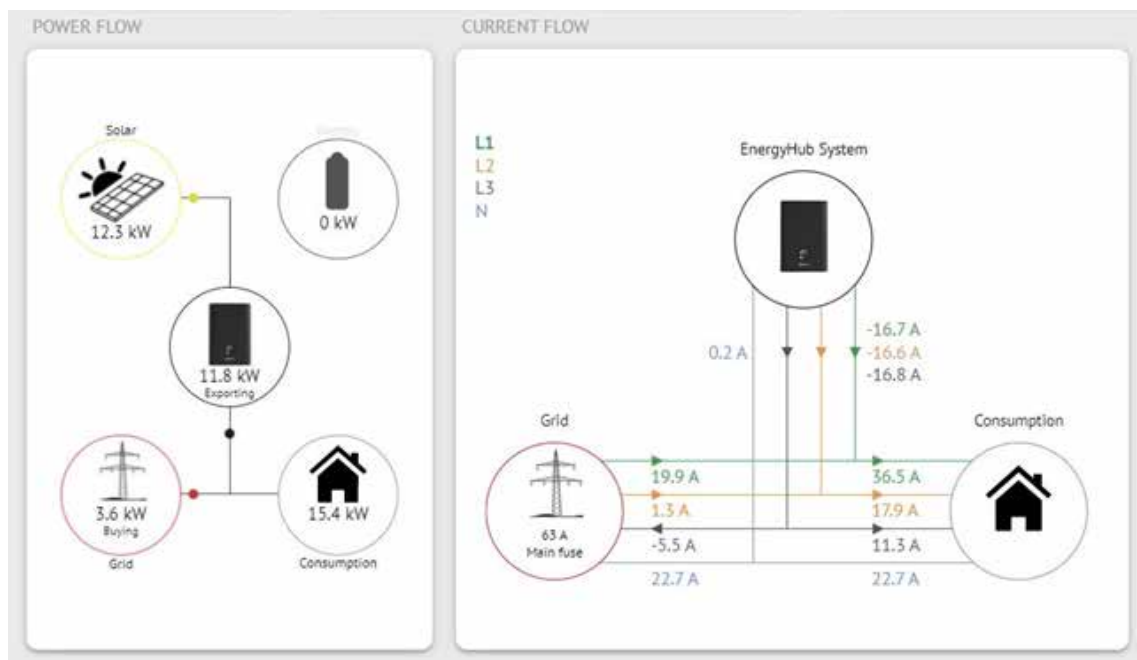 POWER FLOW
Solar
12.3 kW
0 kW
11.8 kW
Exporting
3.6 kW
Buying
Grid
15.4 kW
Consumption
CURRENT FLOW
L1
L2
L3
N
EnergyHub System
0.2 A
-16.7 A
-16.6 A
-16.8 A
Grid
63 A
Main fuse
Consumption
19.9 A
36.5 A
1.3 A
17.9 A
-5.5 A
11.3 A
22.7 A
22.7 A